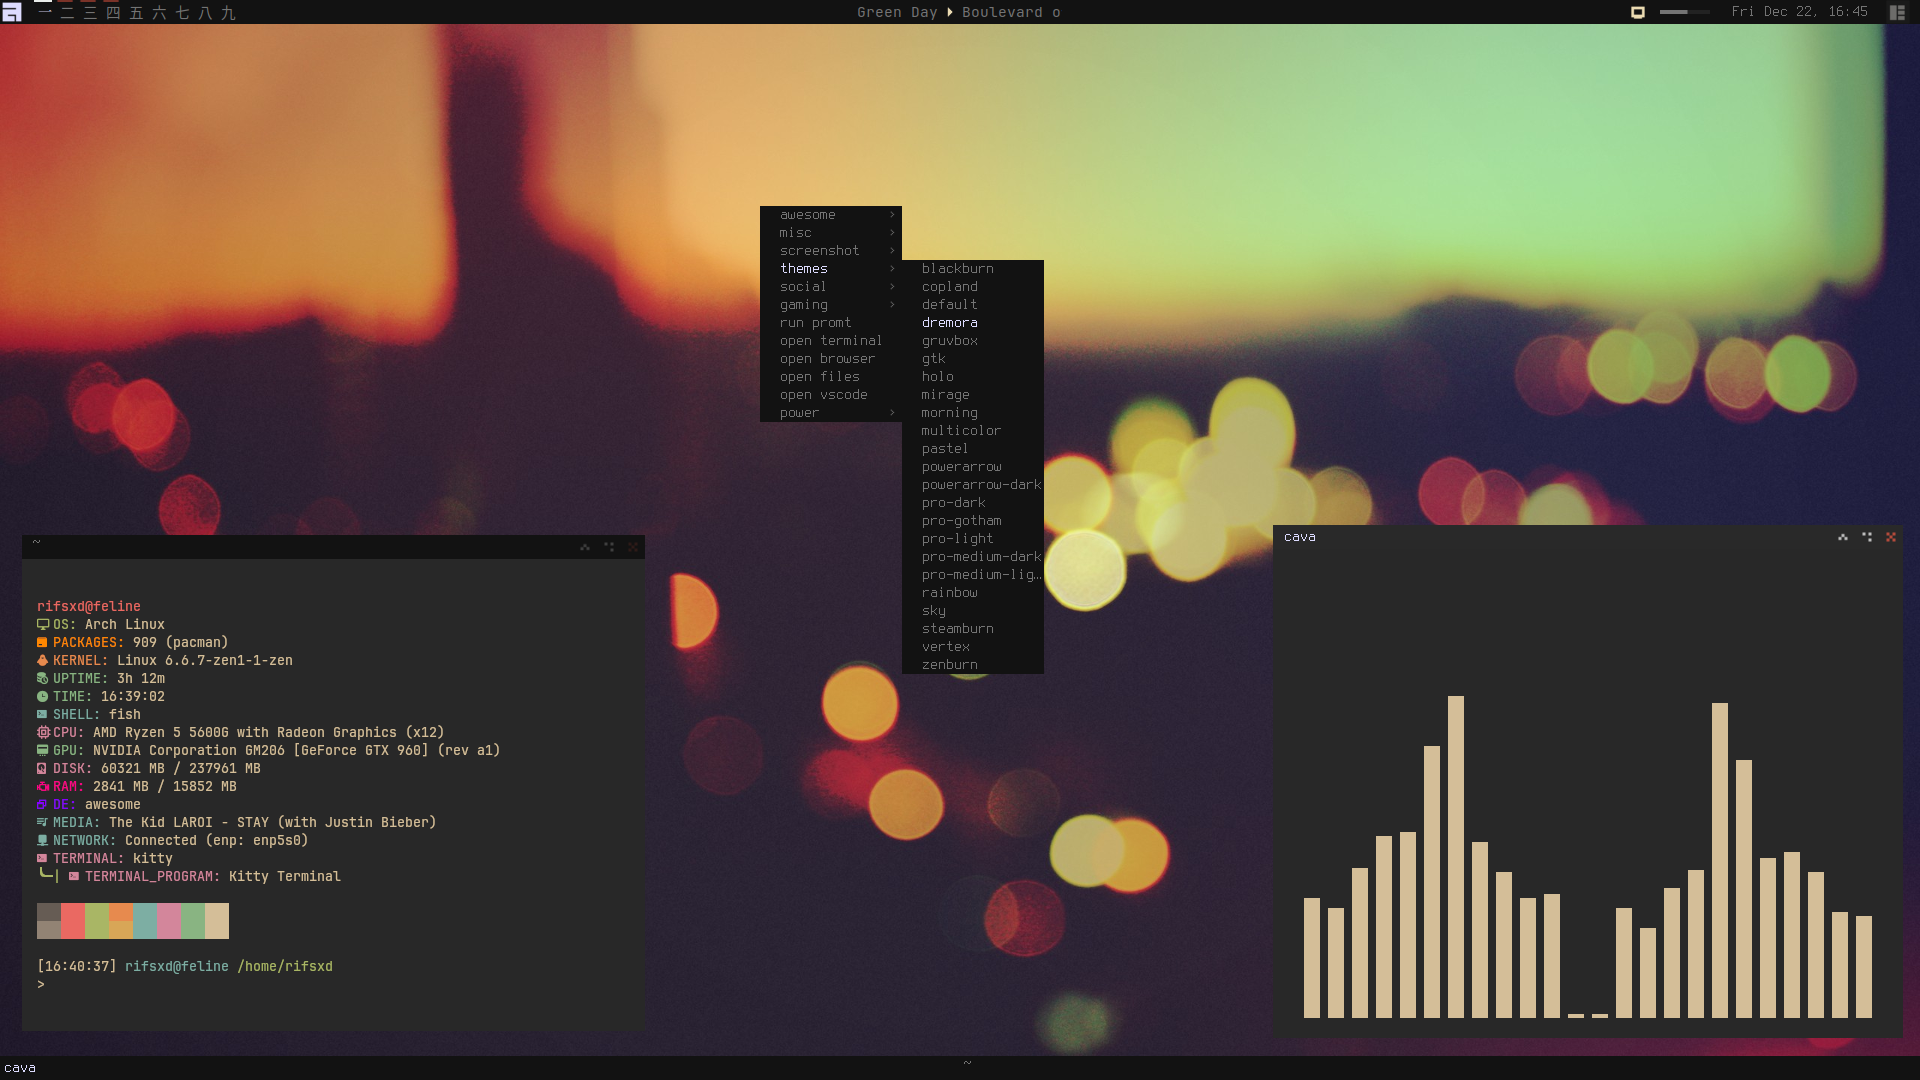 一 二 三 四 五 六 七 八 九
Green Day Boulevard o
Fri Dec 22, 16:45
awesome
misc
screenshot
themes
social
gaming
run promt
open terminal
open browser
open files
open vscode
power
blackburn
copland
default
dremora
gruvbox
gtk
holo
mirage
morning
multicolor
pastel
powerarrow
powerarrow-dark
pro-dark
pro-gotham
pro-light
pro-medium-dark
pro-medium-lig…
rainbow
sky
steamburn
vertex
zenburn
~
rifsxd@feline
OS: Arch Linux
PACKAGES: 909 (pacman)
KERNEL: Linux 6.6.7-zen1-1-zen
UPTIME: 3h 12m
TIME: 16:39:02
SHELL: fish
CPU: AMD Ryzen 5 5600G with Radeon Graphics (x12)
GPU: NVIDIA Corporation GM206 [GeForce GTX 960] (rev a1)
DISK: 60321 MB / 237961 MB
RAM: 2841 MB / 15852 MB
DE: awesome
MEDIA: The Kid LAROI - STAY (with Justin Bieber)
NETWORK: Connected (enp: enp5s0)
TERMINAL: kitty
TERMINAL_PROGRAM: Kitty Terminal
[16:40:37] rifsxd@feline /home/rifsxd
>
cava
cava
~